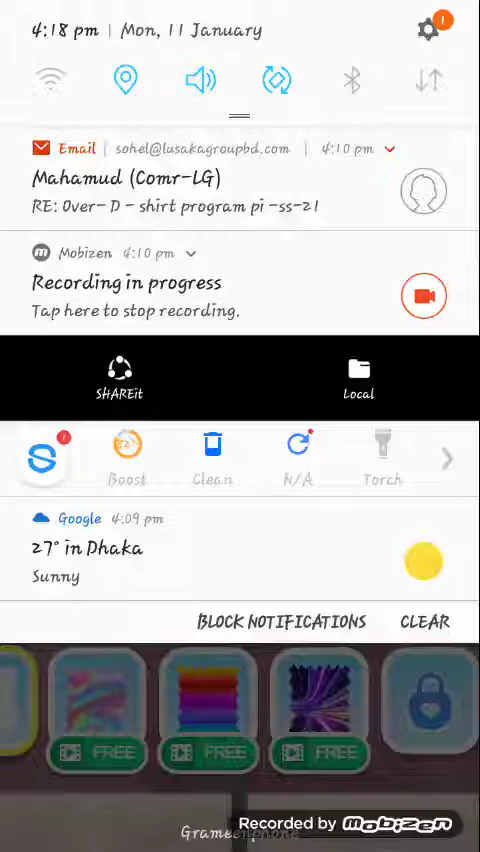 4:18 pm | Mon, 11 January
1
Email | sohel@lusakagroupbd.com | 4:10 pm
Mahamud (Comr-LG)
RE: Over- D - shirt program pi -ss-21
m Mobizen 4:10 pm
Recording in progress
Tap here to stop recording.
SHAREit Local
S 1
Boost Clean N/A Torch
Google 4:09 pm
27° in Dhaka
Sunny
BLOCK NOTIFICATIONS CLEAR
FREE FREE FREE
Grameenphone
Recorded by mobizen